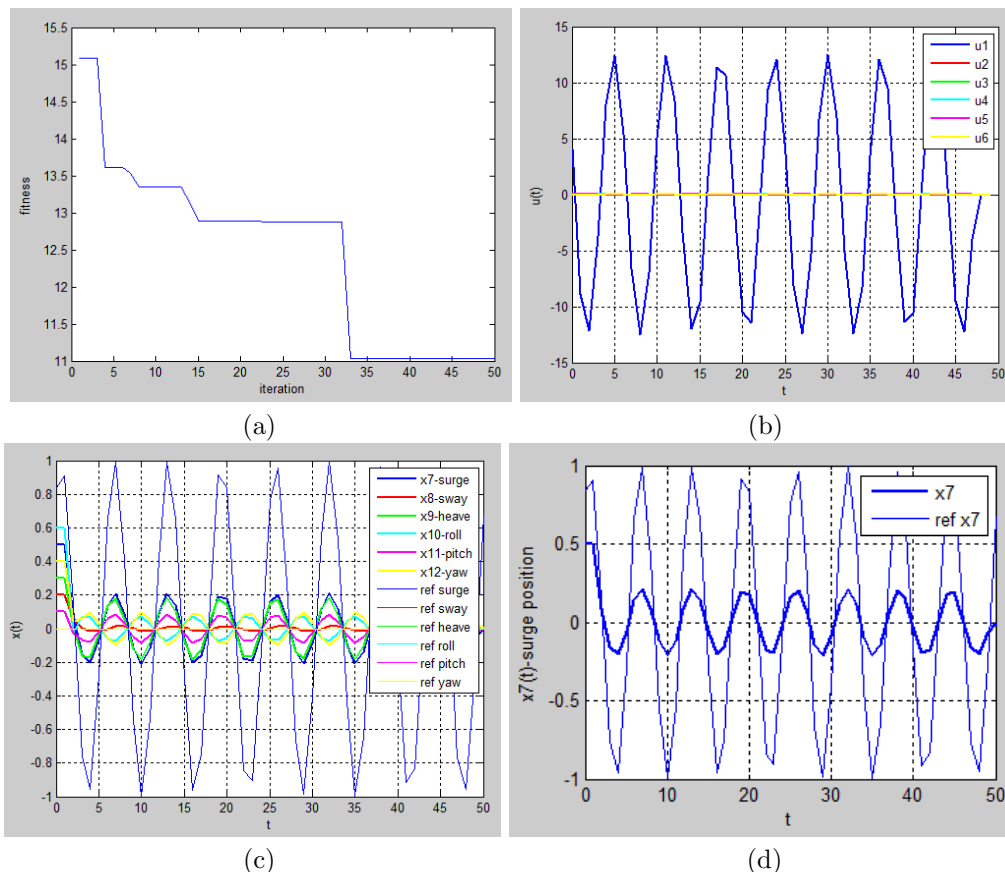 15.5
15
14.5
14
13.5
13
12.5
12
11.5
11
fitness
0 5 10 15 20 25 30 35 40 45 50
iteration
(a)
15
10
5
0
-5
-10
-15
u(t)
u1
u2
u3
u4
u5
u6
0 5 10 15 20 25 30 35 40 45 50
t
(b)
1
0.8
0.6
0.4
0.2
0
-0.2
-0.4
-0.6
-0.8
-1
x(t)
x7-surge
x8-sway
x9-heave
x10-roll
x11-pitch
x12-yaw
ref surge
ref sway
ref heave
ref roll
ref pitch
ref yaw
0 5 10 15 20 25 30 35 40 45 50
t
(c)
1
0.5
0
-0.5
-1
x7(t)-surge position
x7
ref x7
0 10 20 30 40 50
t
(d)